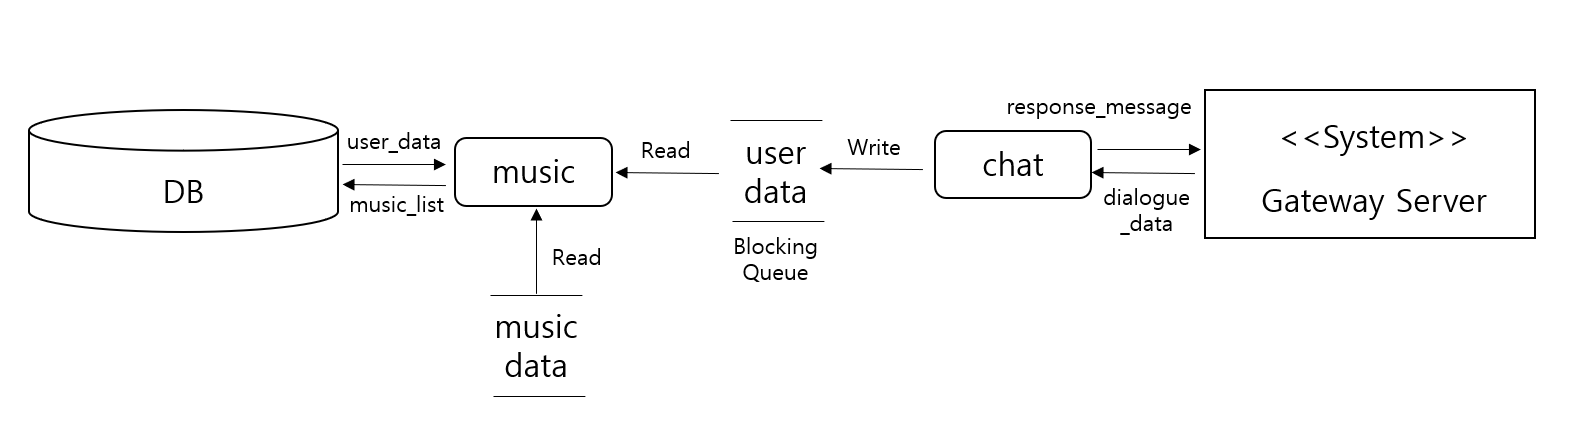 response_message
<<System>>
user_data
Read
user
data
Write
chat
music
DB
music_list
dialogue
_data
Gateway Server
Blocking
Queue
Read
music
data